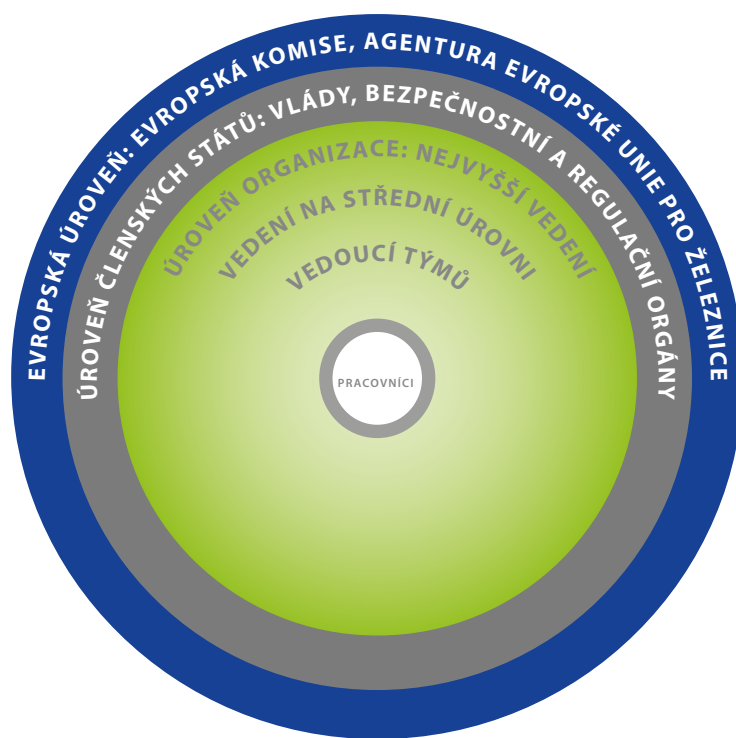 EVROPSKÁ ÚROVEŇ: EVROPSKÁ KOMISE, AGENTURA EVROPSKÉ UNIE PRO ŽELEZNICE
ÚROVEŇ ČLENSKÝCH STÁTŮ: VLÁDY, BEZPEČNOSTNÍ A REGULAČNÍ ORGÁNY
ÚROVEŇ ORGANIZACE: NEJVYŠŠÍ VEDENÍ
VEDENÍ NA STŘEDNÍ ÚROVNI
VEDOUCÍ TÝMŮ
PRACOVNÍCI